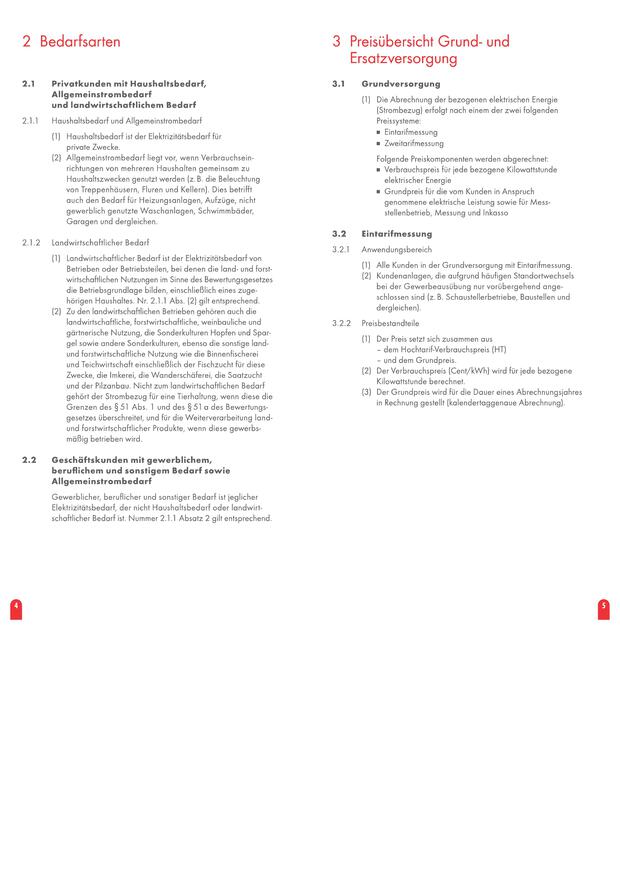 2 Bedarfsarten
2.1 Privatkunden mit Haushaltsbedarf,
Allgemeinstrombedarf
und landwirtschaftlichem Bedarf
2.1.1 Haushaltsbedarf und Allgemeinstrombedarf
(1) Haushaltsbedarf ist der Elektrizitätsbedarf für
private Zwecke.
(2) Allgemeinstrombedarf liegt vor, wenn Verbrauchsein-
richtungen von mehreren Haushalten gemeinsam zu
Haushaltszwecken genutzt werden (z. B. die Beleuchtung
von Treppenhäusern, Fluren und Kellern). Dies betrifft
auch den Bedarf für Heizungsanlagen, Aufzüge, nicht
gewerblich genutzte Waschanlagen, Schwimmbäder,
Garagen und dergleichen.
2.1.2 Landwirtschaftlicher Bedarf
(1) Landwirtschaftlicher Bedarf ist der Elektrizitätsbedarf von
Betrieben oder Betriebsteilen, bei denen die land- und forst-
wirtschaftlichen Nutzungen im Sinne des Bewertungsgesetzes
die Betriebsgrundlage bilden, einschließlich eines zuge-
hörigen Haushaltes. Nr. 2.1.1 Abs. (2) gilt entsprechend.
(2) Zu den landwirtschaftlichen Betrieben gehören auch die
landwirtschaftliche, forstwirtschaftliche, weinbauliche und
gärtnerische Nutzung, die Sonderkulturen Hopfen und Spar-
gel sowie andere Sonderkulturen, ebenso die sonstige land-
und forstwirtschaftliche Nutzung wie die Binnenfischerei
und Teichwirtschaft einschließlich der Fischzucht für diese
Zwecke, die Imkerei, die Wanderschäferei, die Saatzucht
und der Pilzanbau. Nicht zum landwirtschaftlichen Bedarf
gehört der Strombezug für eine Tierhaltung, wenn diese die
Grenzen des § 51 Abs. 1 und des § 51 a des Bewertungs-
gesetzes überschreitet, und für die Weiterverarbeitung land-
und forstwirtschaftlicher Produkte, wenn diese gewerbs-
mäßig betrieben wird.
2.2 Geschäftskunden mit gewerblichem,
beruflichem und sonstigem Bedarf sowie
Allgemeinstrombedarf
Gewerblicher, beruflicher und sonstiger Bedarf ist jeglicher
Elektrizitätsbedarf, der nicht Haushaltsbedarf oder landwirt-
schaftlicher Bedarf ist. Nummer 2.1.1 Absatz 2 gilt entsprechend.
4
3 Preisübersicht Grund- und
Ersatzversorgung
3.1 Grundversorgung
(1) Die Abrechnung der bezogenen elektrischen Energie
(Strombezug) erfolgt nach einem der zwei folgenden
Preissysteme:
■ Eintarifmessung
■ Zweitarifmessung
Folgende Preiskomponenten werden abgerechnet:
■ Verbrauchspreis für jede bezogene Kilowattstunde
elektrischer Energie
■ Grundpreis für die vom Kunden in Anspruch
genommene elektrische Leistung sowie für Mess-
stellenbetrieb, Messung und Inkasso
3.2 Eintarifmessung
3.2.1 Anwendungsbereich
(1) Alle Kunden in der Grundversorgung mit Eintarifmessung.
(2) Kundenanlagen, die aufgrund häufigen Standortwechsels
bei der Gewerbeausübung nur vorübergehend ange-
schlossen sind (z. B. Schaustellerbetriebe, Baustellen und
dergleichen).
3 2.2 Preisbestandteile
(1) Der Preis setzt sich zusammen aus
– dem Hochtarif-Verbrauchspreis (HT)
– und dem Grundpreis.
(2) Der Verbrauchspreis (Cent/kWh) wird für jede bezogene
Kilowattstunde berechnet.
(3) Der Grundpreis wird für die Dauer eines Abrechnungsjahres
in Rechnung gestellt (kalendertaggenaue Abrechnung).
5